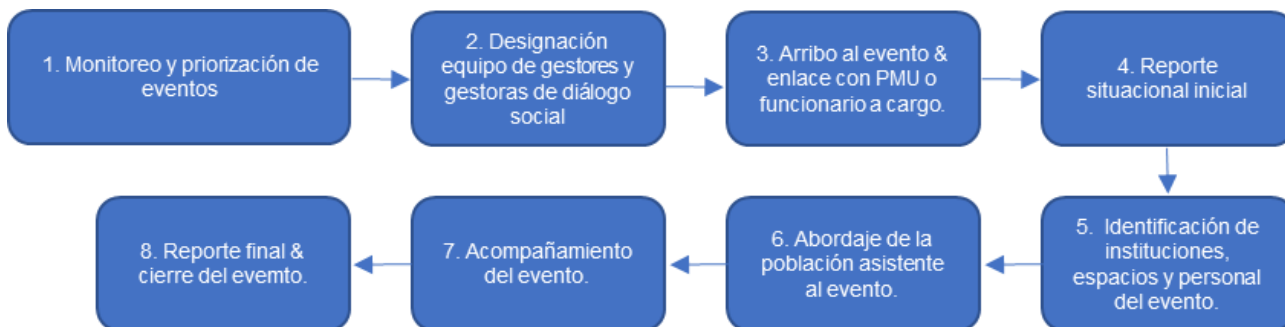 1. Monitoreo y priorización de
eventos
2. Designación
equipo de gestores y
gestoras de diálogo
social
3. Arribo al evento &
enlace con PMU o
funcionario a cargo.
4. Reporte
situacional inicial
5. Identificación de
instituciones,
espacios y personal
del evento.
6. Abordaje de la
población asistente
al evento.
7. Acompañamiento
del evento.
8. Reporte final &
cierre del evemto.